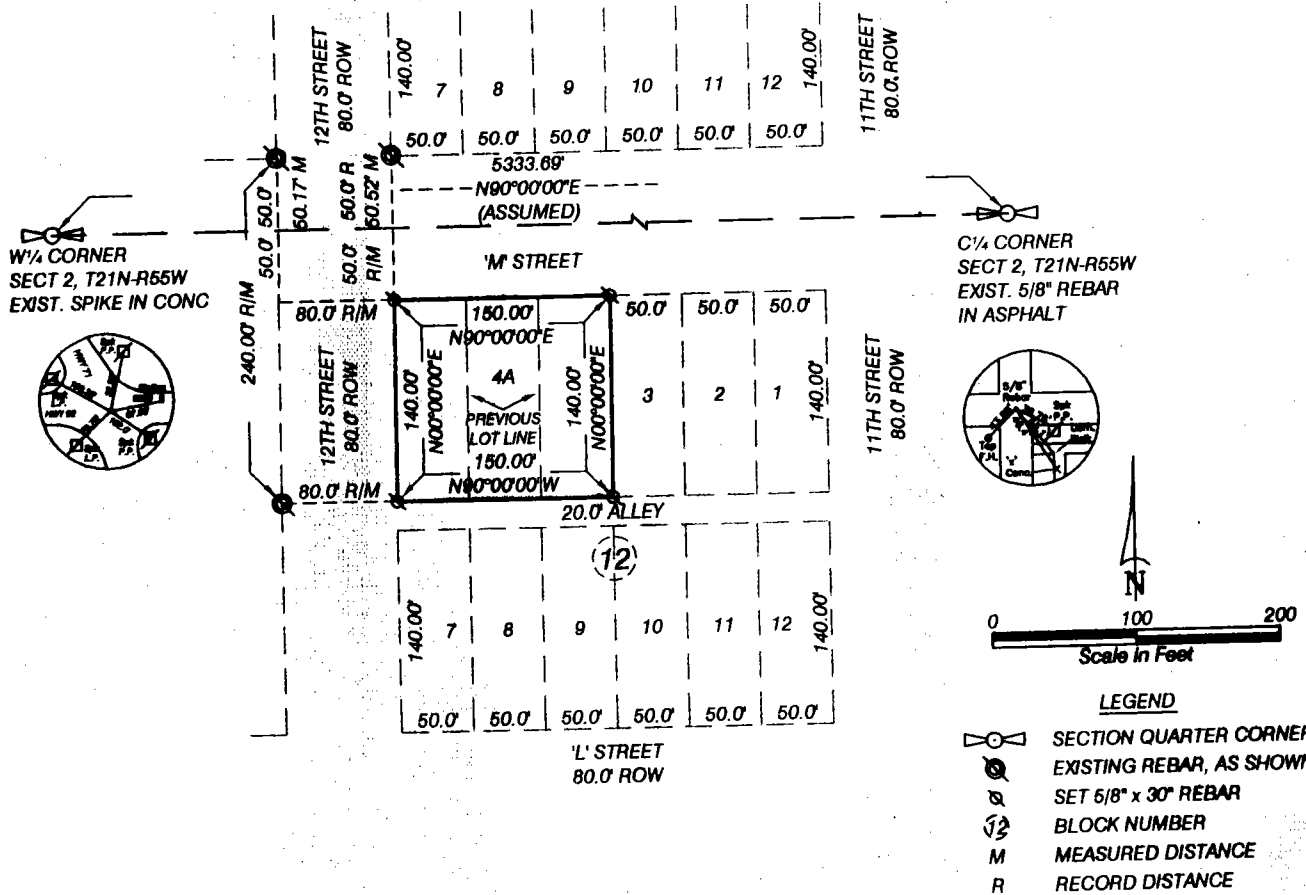 12TH STREET
80.0' ROW
140.00'
7
8
9
10
11
12
140.00'
11TH STREET
80.0' ROW
50.0'
50.0'
50.0'
50.0'
50.0'
50.0'
5333.69'
N90°00'00"E
(ASSUMED)
50.0'
50.17' M
50.0' R
50.52' M
50.0'
50.0'
R/M
W¼ CORNER
SECT 2, T21N-R55W
EXIST. SPIKE IN CONC
'M' STREET
C¼ CORNER
SECT 2, T21N-R55W
EXIST. 5/8" REBAR
IN ASPHALT
240.00' R/M
80.0' R/M
150.00'
N90°00'00"E
50.0'
50.0'
50.0'
12TH STREET
80.0' ROW
140.00'
N00°00'00"E
4A
PREVIOUS
LOT LINE
140.00'
N00°00'00"E
3
2
1
140.00'
11TH STREET
80.0' ROW
150.00'
N90°00'00"W
80.0' R/M
HWY 71
5/8"
Rebar
20.0' ALLEY
12
140.00'
7
8
9
10
11
12
140.00'
50.0'
50.0'
50.0'
50.0'
50.0'
50.0'
'L' STREET
80.0' ROW
N
0 100 200
Scale In Feet
LEGEND
SECTION QUARTER CORNER
EXISTING REBAR, AS SHOWN
SET 5/8" x 30" REBAR
12 BLOCK NUMBER
M MEASURED DISTANCE
R RECORD DISTANCE